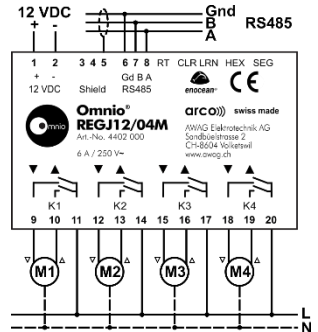 12 VDC
Gnd
B
A
RS485
+ -
1 2 3 4 5 6 7 8 RT CLR LRN HEX SEG
+ - Gd B A
12 VDC Shield RS485
enocean®
CE
Omnio
Omnio®
REGJ12/04M
Art.-No. 4402 000
6 A / 250 V~
arco swiss made
AWAG Elektrotechnik AG
Sandbüelstrasse 2
CH-8604 Volketswil
www.awag.ch
K1 K2 K3 K4
9 10 11 12 13 14 15 16 17 18 19 20
M1 M2 M3 M4
L
N